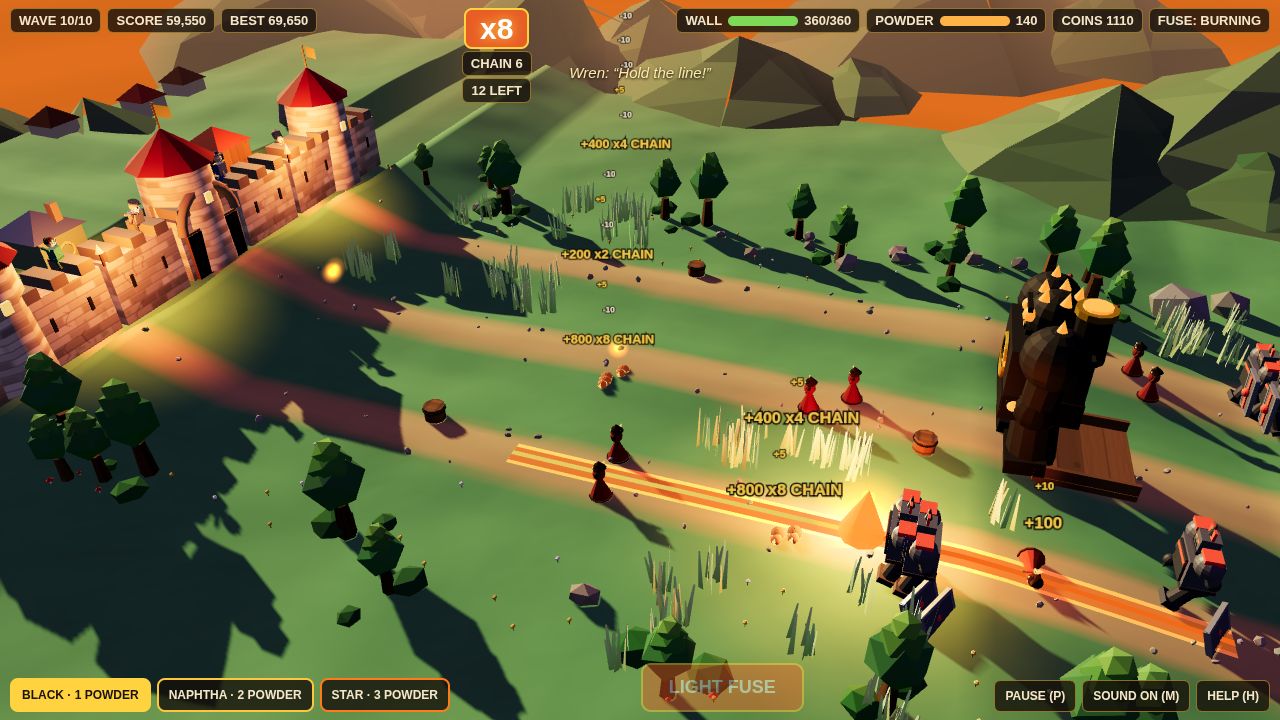 WAVE 10/10
SCORE 59,550
BEST 69,650
x8
CHAIN 6
12 LEFT
WALL 360/360
POWDER 140
COINS 1110
FUSE: BURNING
-10
-10
-10
Wren: “Hold the line!”
+5
-10
+400 x4 CHAIN
-10
+5
-10
+200 x2 CHAIN
+5
-10
+800 x8 CHAIN
+5
+400 x4 CHAIN
+5
+800 x8 CHAIN
+10
+100
BLACK · 1 POWDER
NAPHTHA · 2 POWDER
STAR · 3 POWDER
LIGHT FUSE
PAUSE (P)
SOUND ON (M)
HELP (H)